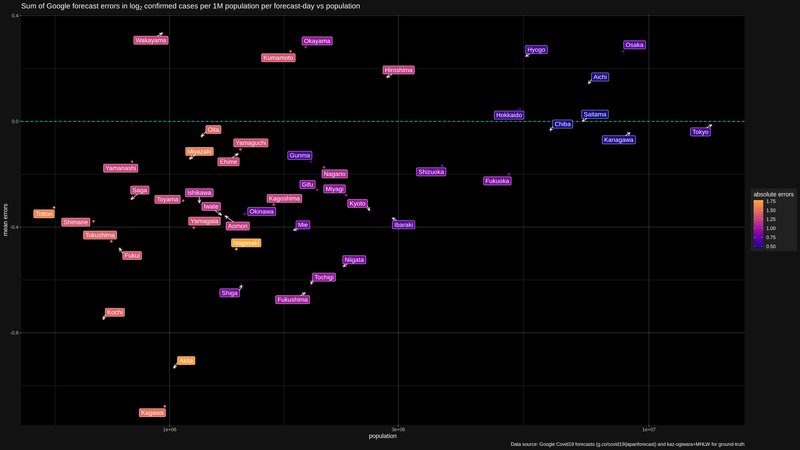 Sum of Google forecast errors in log2 confirmed cases per 1M population per forecast-day vs population
0.4
Wakayama
Okayama
Osaka
Hyogo
Kumamoto
Hiroshima
Aichi
Hokkaido
Saitama
0.0
Chiba
Oita
Tokyo
Kanagawa
Yamaguchi
Miyazaki
Gunma
Ehime
Yamanashi
Shizuoka
Nagano
Fukuoka
Gifu
Saga
Ishikawa
Miyagi
absolute errors
Toyama
Kagoshima
1.75
Kyoto
Iwate
1.50
Tottori
Okinawa
1.25
Shimane
Yamagata
1.00
mean errors
-0.4
Aomori
Mie
Ibaraki
0.75
Tokushima
0.50
Nagasaki
Fukui
Niigata
Tochigi
Shiga
Fukushima
Kochi
-0.8
Akita
Kagawa
1e+06
3e+06
1e+07
population
Data source: Google Covid19 forecasts (g.co/covid19/japanforecast) and kaz-ogiwara+MHLW for ground-truth